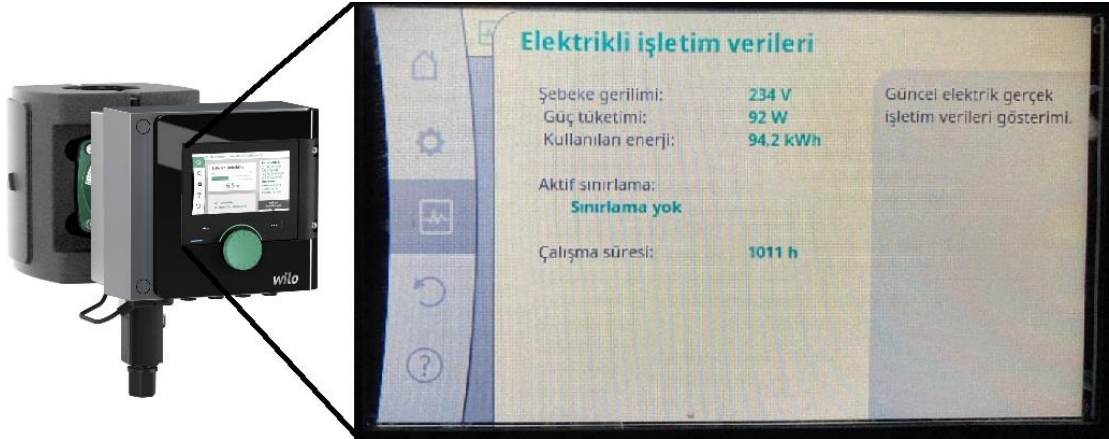 wilo
Elektrikli işletim verileri
Şebeke gerilimi: 234 V
Güç tüketimi: 92 W
Kullanılan enerji: 94,2 kWh
Aktif sınırlama:
Sınırlama yok
Çalışma süresi: 1011 h
Güncel elektrik gerçek
işletim verileri gösterimi.